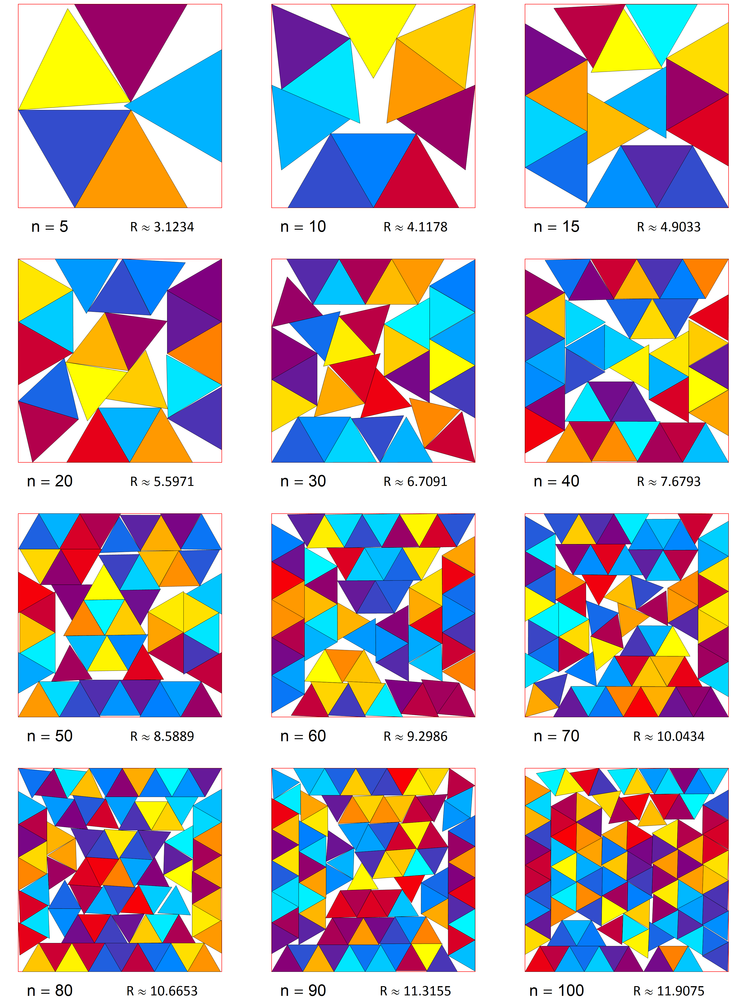 n = 5 R ≈ 3.1234
n = 10 R ≈ 4.1178
n = 15 R ≈ 4.9033
n = 20 R ≈ 5.5971
n = 30 R ≈ 6.7091
n = 40 R ≈ 7.6793
n = 50 R ≈ 8.5889
n = 60 R ≈ 9.2986
n = 70 R ≈ 10.0434
n = 80 R ≈ 10.6653
n = 90 R ≈ 11.3155
n = 100 R ≈ 11.9075